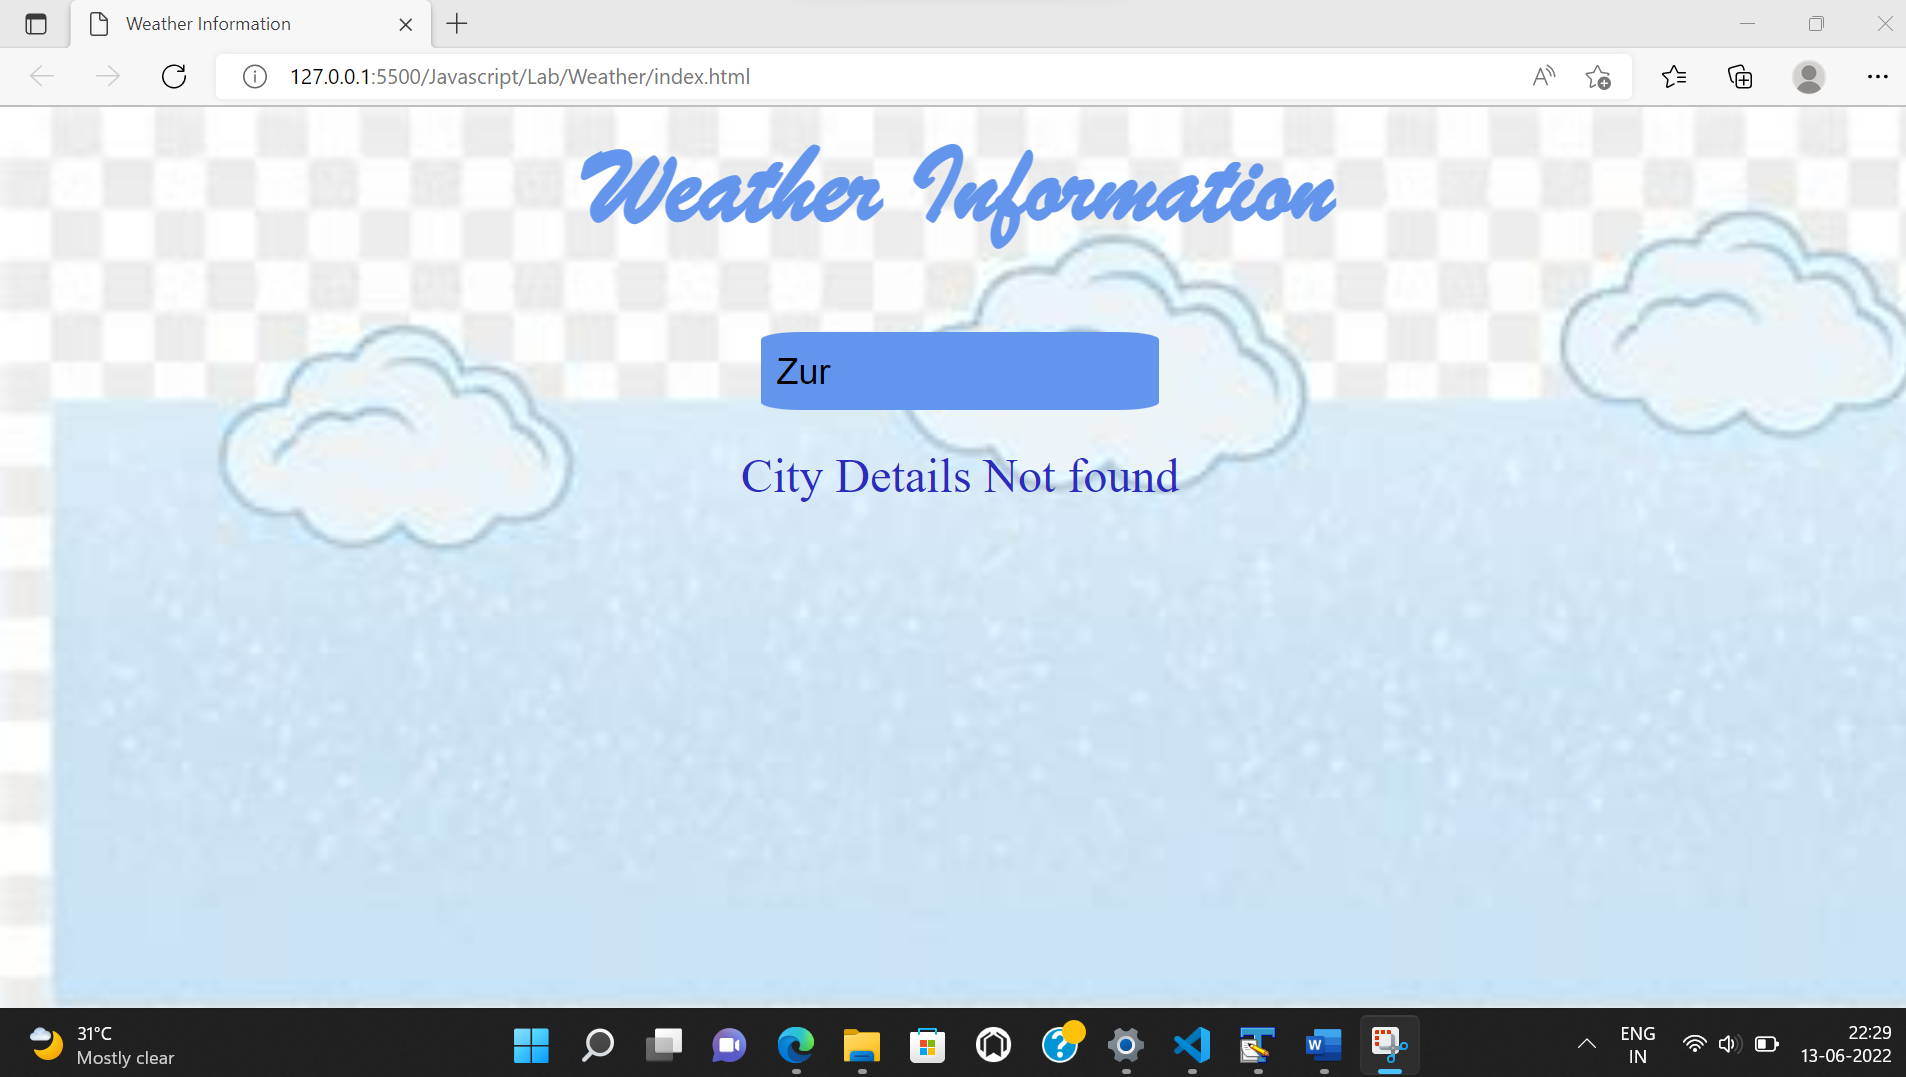 Weather Information
127.0.0.1:5500/Javascript/Lab/Weather/index.html
Weather Information
Zur
City Details Not found
31°C
Mostly clear
ENG
IN
22:29
13-06-2022